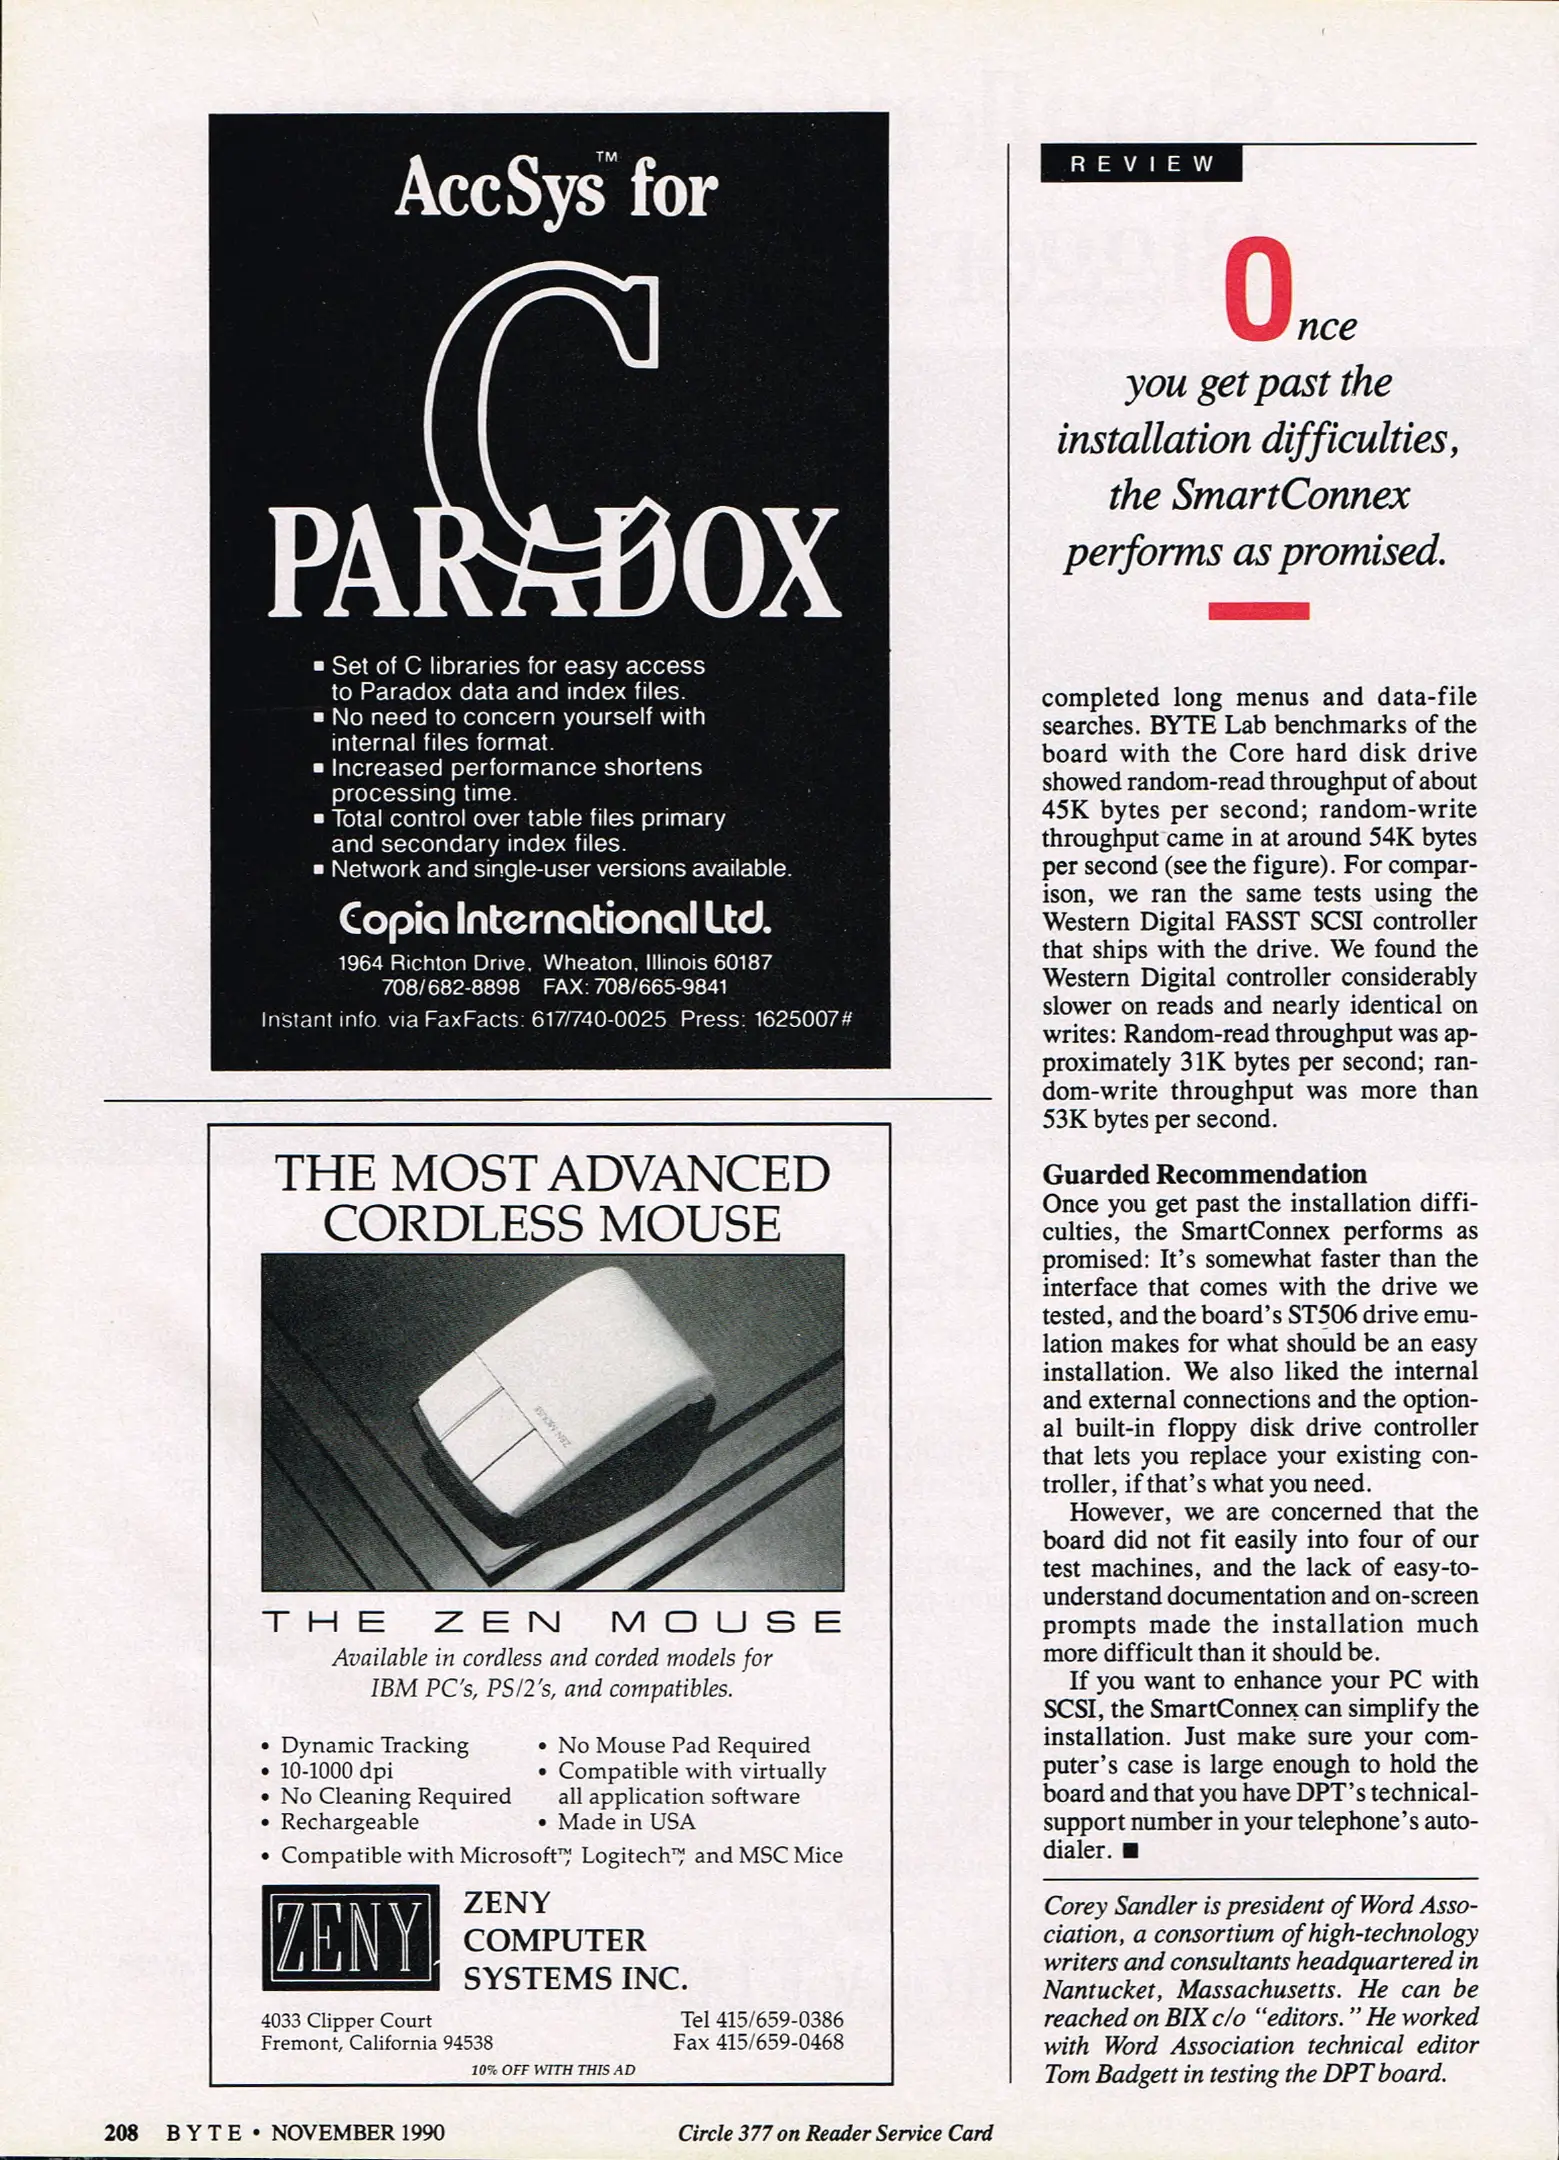 AccSys™ for
C
PARADOX
▪ Set of C libraries for easy access
to Paradox data and index files.
▪ No need to concern yourself with
internal files format.
▪ Increased performance shortens
processing time.
▪ Total control over table files primary
and secondary index files.
▪ Network and single-user versions available.
Copia International Ltd.
1964 Richton Drive, Wheaton, Illinois 60187
708/682-8898 FAX: 708/665-9841
Instant info. via FaxFacts: 617/740-0025 Press: 1625007#
THE MOST ADVANCED
CORDLESS MOUSE
ZEN MOUSE
ZEN
THE ZEN MOUSE
Available in cordless and corded models for
IBM PC's, PS/2's, and compatibles.
• Dynamic Tracking
• 10-1000 dpi
• No Cleaning Required
• Rechargeable
• No Mouse Pad Required
• Compatible with virtually
all application software
• Made in USA
• Compatible with Microsoft™, Logitech™, and MSC Mice
ZENY
ZENY
COMPUTER
SYSTEMS INC.
4033 Clipper Court
Fremont, California 94538
Tel 415/659-0386
Fax 415/659-0468
10% OFF WITH THIS AD
REVIEW
Once
you get past the
installation difficulties,
the SmartConnex
performs as promised.
completed long menus and data-file
searches. BYTE Lab benchmarks of the
board with the Core hard disk drive
showed random-read throughput of about
45K bytes per second; random-write
throughput came in at around 54K bytes
per second (see the figure). For compar-
ison, we ran the same tests using the
Western Digital FASST SCSI controller
that ships with the drive. We found the
Western Digital controller considerably
slower on reads and nearly identical on
writes: Random-read throughput was ap-
proximately 31K bytes per second; ran-
dom-write throughput was more than
53K bytes per second.
Guarded Recommendation
Once you get past the installation diffi-
culties, the SmartConnex performs as
promised: It's somewhat faster than the
interface that comes with the drive we
tested, and the board's ST506 drive emu-
lation makes for what should be an easy
installation. We also liked the internal
and external connections and the option-
al built-in floppy disk drive controller
that lets you replace your existing con-
troller, if that's what you need.
However, we are concerned that the
board did not fit easily into four of our
test machines, and the lack of easy-to-
understand documentation and on-screen
prompts made the installation much
more difficult than it should be.
If you want to enhance your PC with
SCSI, the SmartConnex can simplify the
installation. Just make sure your com-
puter's case is large enough to hold the
board and that you have DPT's technical-
support number in your telephone's auto-
dialer. ■
Corey Sandler is president of Word Asso-
ciation, a consortium of high-technology
writers and consultants headquartered in
Nantucket, Massachusetts. He can be
reached on BIX c/o "editors." He worked
with Word Association technical editor
Tom Badgett in testing the DPT board.
208 BYTE • NOVEMBER 1990
Circle 377 on Reader Service Card